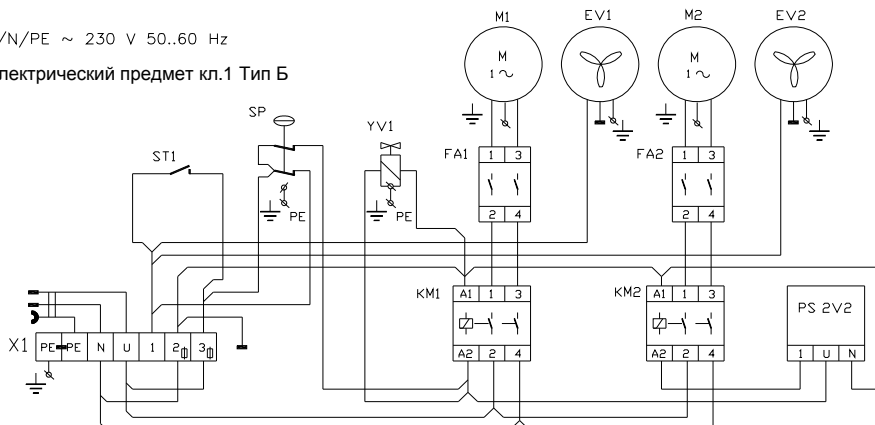 /N/PE ~ 230 V 50..60 Hz
лектрический предмет кл.1 Тип Б
M1 EV1 M2 EV2
M 1~ M 1~
SP YV1
ST1
FA1 1 3 FA2 1 3
PE PE
2 4 2 4
KM1 A1 1 3 KM2 A1 1 3
PS 2V2
X1 PE PE N U 1 2 3
A2 2 4 A2 2 4 1 U N